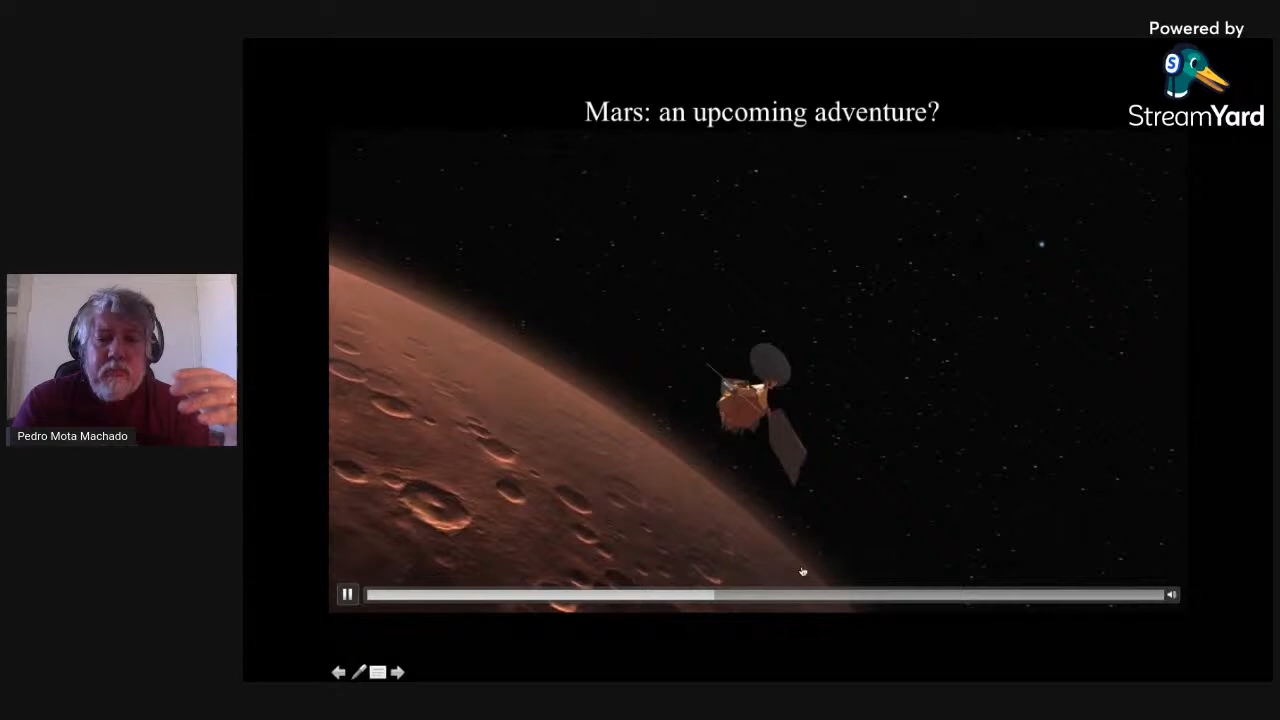 Powered by
S
StreamYard
Mars: an upcoming adventure?
Pedro Mota Machado